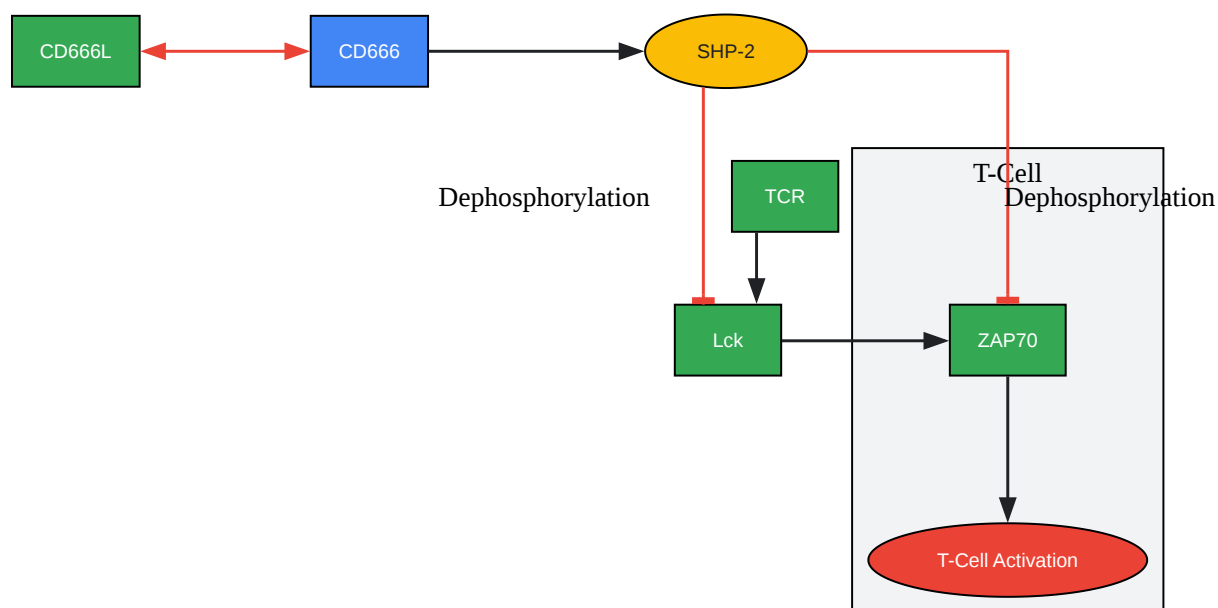 CD666L
CD666
SHP-2
T-Cell
Dephosphorylation
TCR
Dephosphorylation
Lck
ZAP70
T-Cell Activation